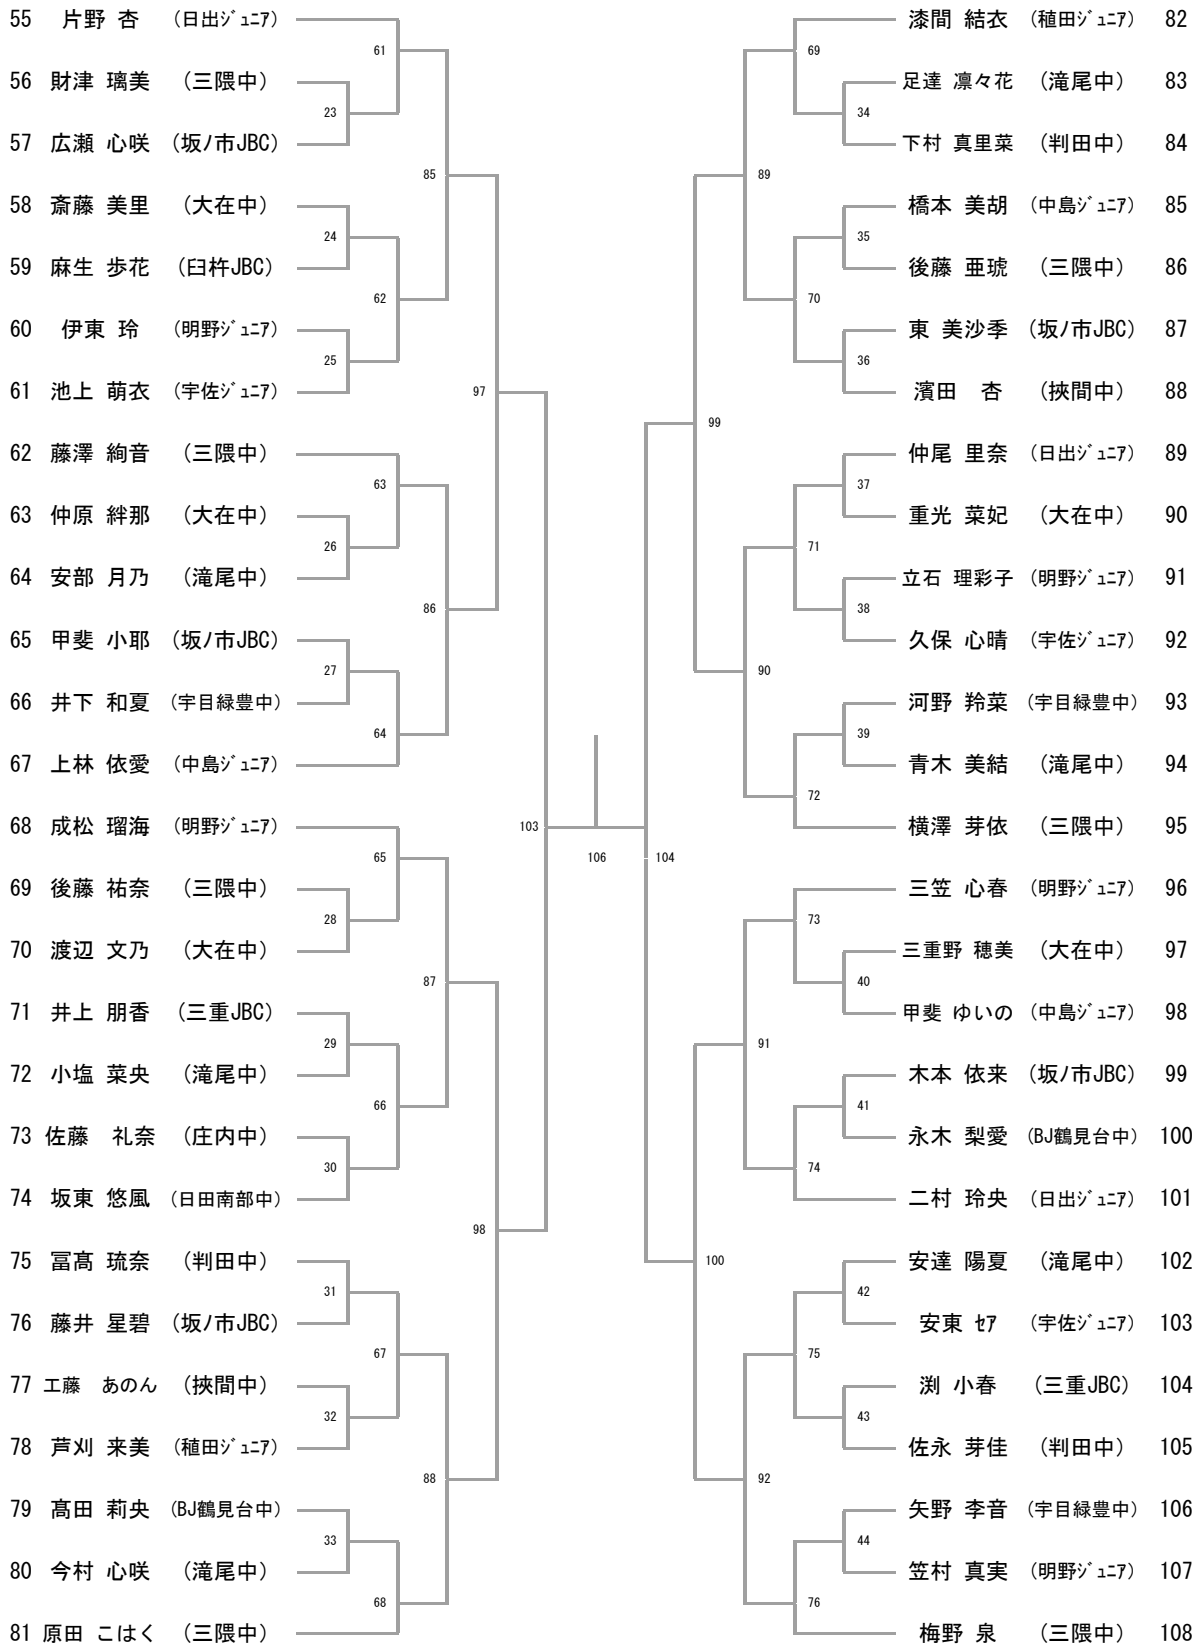 55 片野 杏 (日出ｼﾞｭﾆｱ)
61
56 財津 璃美 (三隈中)
23
57 広瀬 心咲 (坂ﾉ市JBC)
85
58 斎藤 美里 (大在中)
24
59 麻生 歩花 (臼杵JBC)
62
60 伊東 玲 (明野ｼﾞｭﾆｱ)
25
61 池上 萌衣 (宇佐ｼﾞｭﾆｱ)
97
62 藤澤 絢音 (三隈中)
63
63 仲原 絆那 (大在中)
26
64 安部 月乃 (滝尾中)
86
65 甲斐 小耶 (坂ﾉ市JBC)
27
66 井下 和夏 (宇目緑豊中)
64
67 上林 依愛 (中島ｼﾞｭﾆｱ)
68 成松 瑠海 (明野ｼﾞｭﾆｱ)
103
65
69 後藤 祐奈 (三隈中)
28
70 渡辺 文乃 (大在中)
87
71 井上 朋香 (三重JBC)
29
72 小塩 菜央 (滝尾中)
66
73 佐藤　礼奈 (庄内中)
30
74 坂東 悠風 (日田南部中)
98
75 冨髙 琉奈 (判田中)
31
76 藤井 星碧 (坂ﾉ市JBC)
67
77 工藤　あのん (挾間中)
32
78 芦刈 来美 (稙田ｼﾞｭﾆｱ)
88
79 髙田 莉央 (BJ鶴見台中)
33
80 今村 心咲 (滝尾中)
68
81 原田 こはく (三隈中)
106
漆間 結衣 (稙田ｼﾞｭﾆｱ) 82
69
足達 凛々花 (滝尾中) 83
34
下村 真里菜 (判田中) 84
89
橋本 美胡 (中島ｼﾞｭﾆｱ) 85
35
後藤 亜琥 (三隈中) 86
70
東 美沙季 (坂ﾉ市JBC) 87
36
濱田　杏 (挾間中) 88
99
仲尾 里奈 (日出ｼﾞｭﾆｱ) 89
37
重光 菜妃 (大在中) 90
71
立石 理彩子 (明野ｼﾞｭﾆｱ) 91
38
久保 心晴 (宇佐ｼﾞｭﾆｱ) 92
90
河野 羚菜 (宇目緑豊中) 93
39
青木 美結 (滝尾中) 94
72
横澤 芽依 (三隈中) 95
104
三笠 心春 (明野ｼﾞｭﾆｱ) 96
73
三重野 穂美 (大在中) 97
40
甲斐 ゆいの (中島ｼﾞｭﾆｱ) 98
91
木本 依来 (坂ﾉ市JBC) 99
41
永木 梨愛 (BJ鶴見台中) 100
74
二村 玲央 (日出ｼﾞｭﾆｱ) 101
100
安達 陽夏 (滝尾中) 102
42
安東 ｾｱ (宇佐ｼﾞｭﾆｱ) 103
75
渕 小春 (三重JBC) 104
43
佐永 芽佳 (判田中) 105
92
矢野 李音 (宇目緑豊中) 106
44
笠村 真実 (明野ｼﾞｭﾆｱ) 107
76
梅野 泉 (三隈中) 108